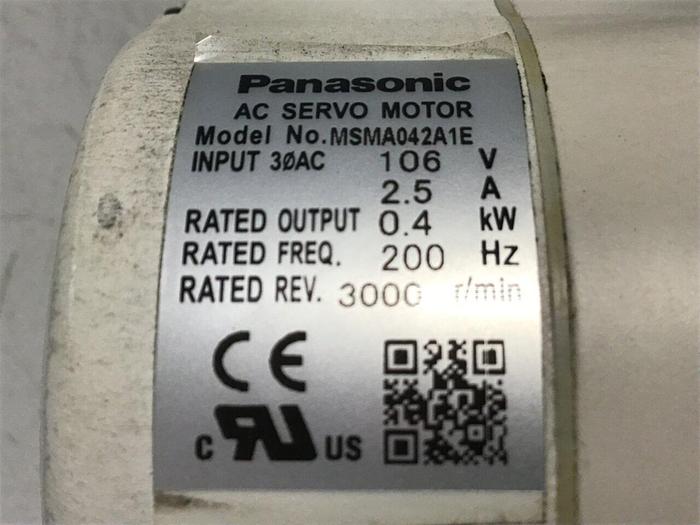 Panasonic
AC SERVO MOTOR
Model No.MSMA042A1E
INPUT 3ØAC 106 V
2.5 A
RATED OUTPUT 0.4 kW
RATED FREQ. 200 Hz
RATED REV. 3000 r/min
CE
c RU US